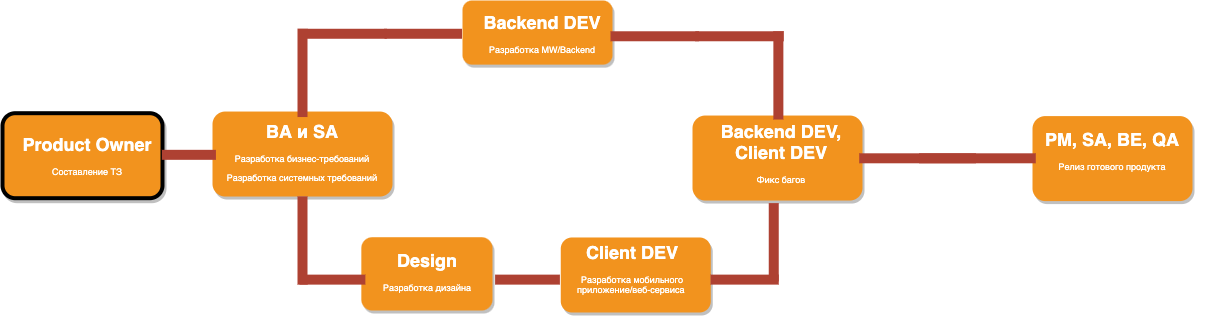 Backend DEV
Разработка MW/Backend
Product Owner
Составление ТЗ
BA и SA
Разработка бизнес-требований
Разработка системных требований
Backend DEV,
Client DEV
Фикс багов
PM, SA, BE, QA
Релиз готового продукта
Design
Разработка дизайна
Client DEV
Разработка мобильного
приложение/веб-сервиса